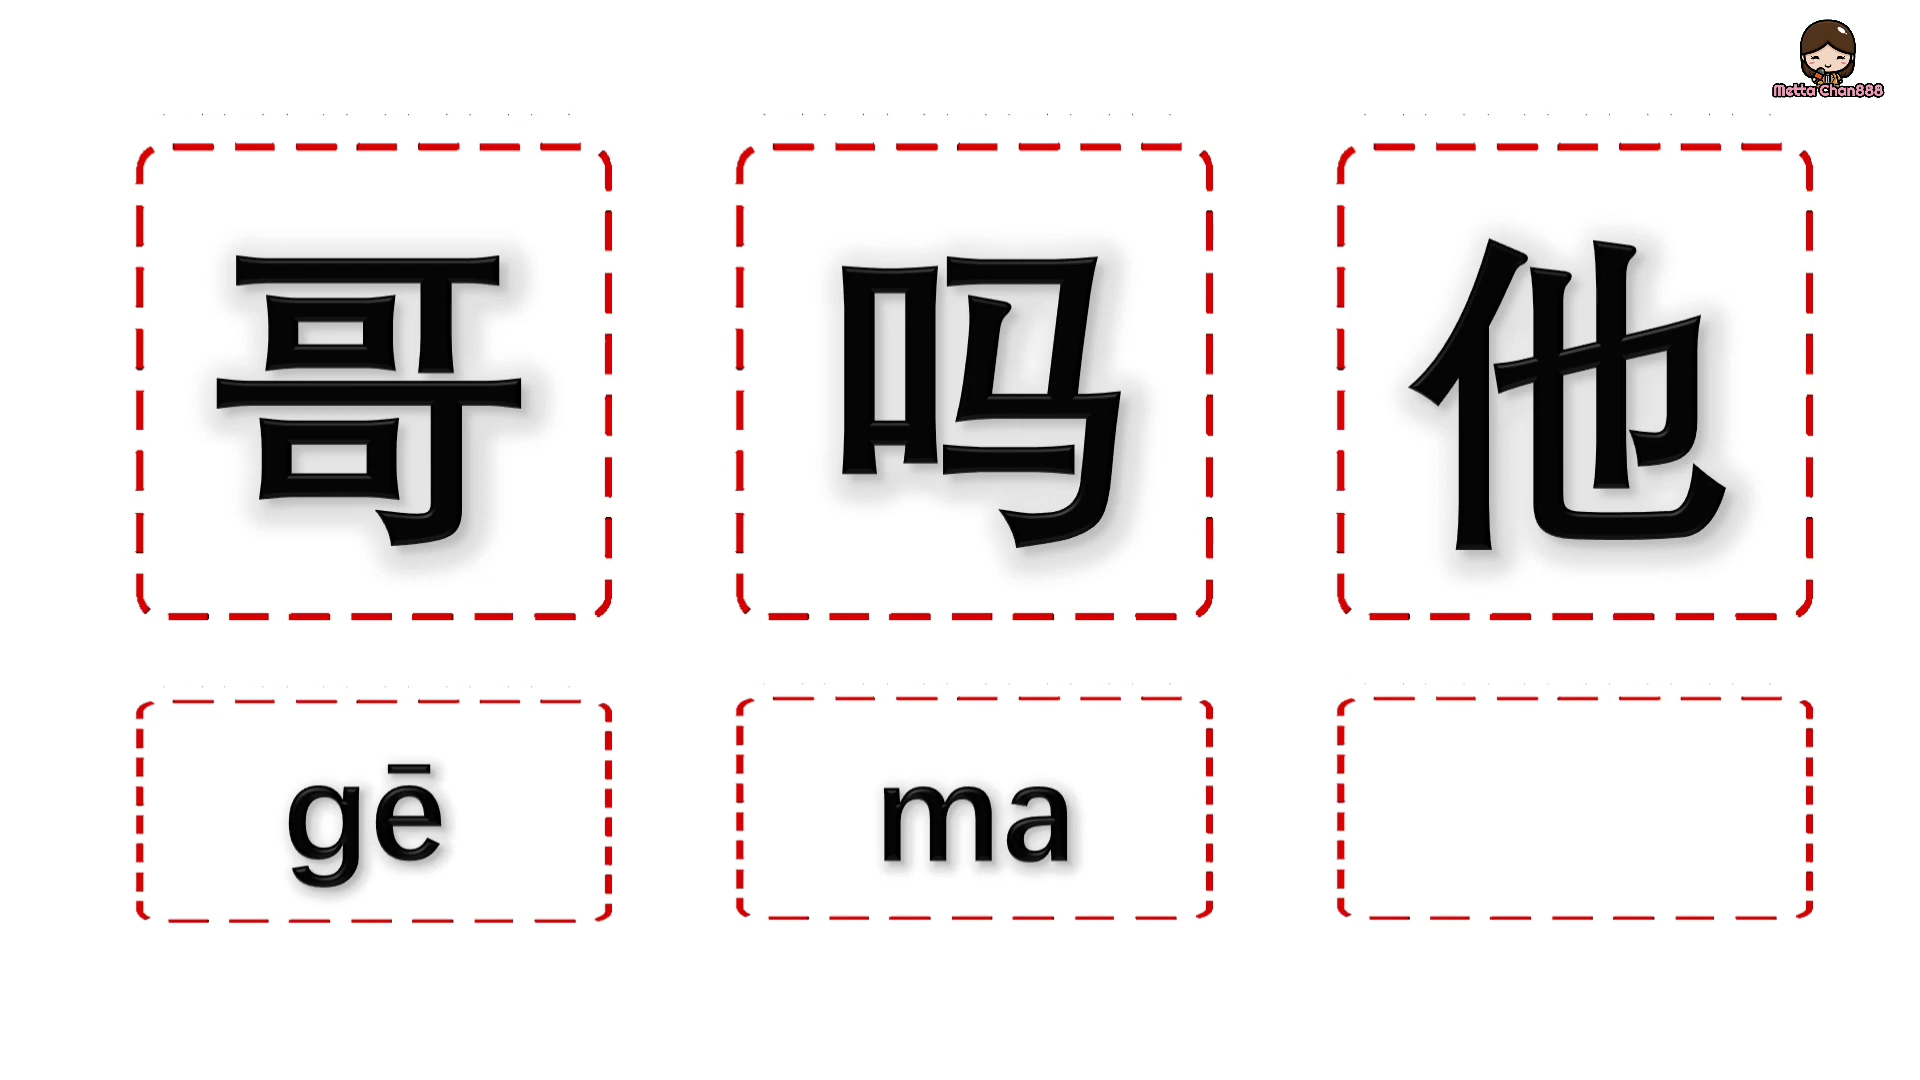 Metta Chan888
哥 吗 他
gē ma